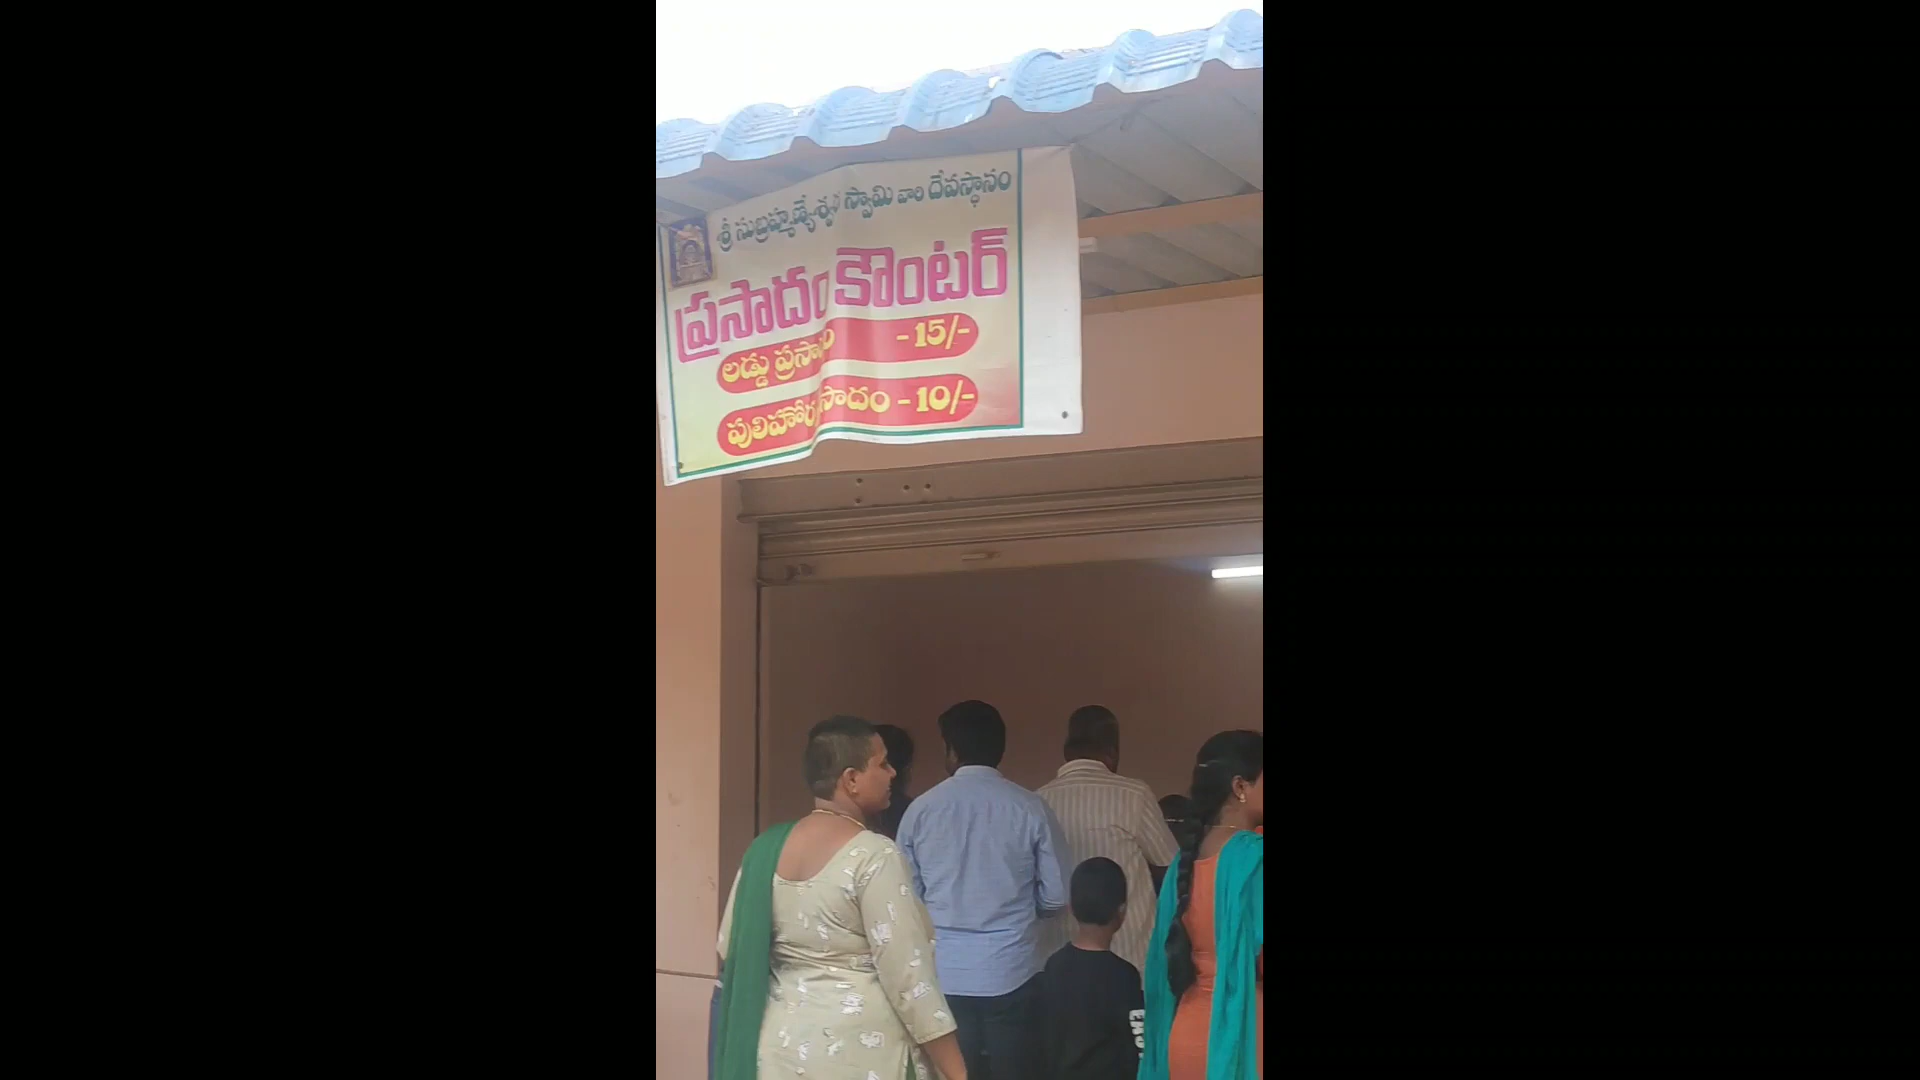 శ్రీ సుబ్రహ్మణ్యేశ్వర స్వామి వారి దేవస్థానం
ప్రసాదం కౌంటర్
లడ్డు ప్రసాదం - 15/-
పులిహోర ప్రసాదం - 10/-